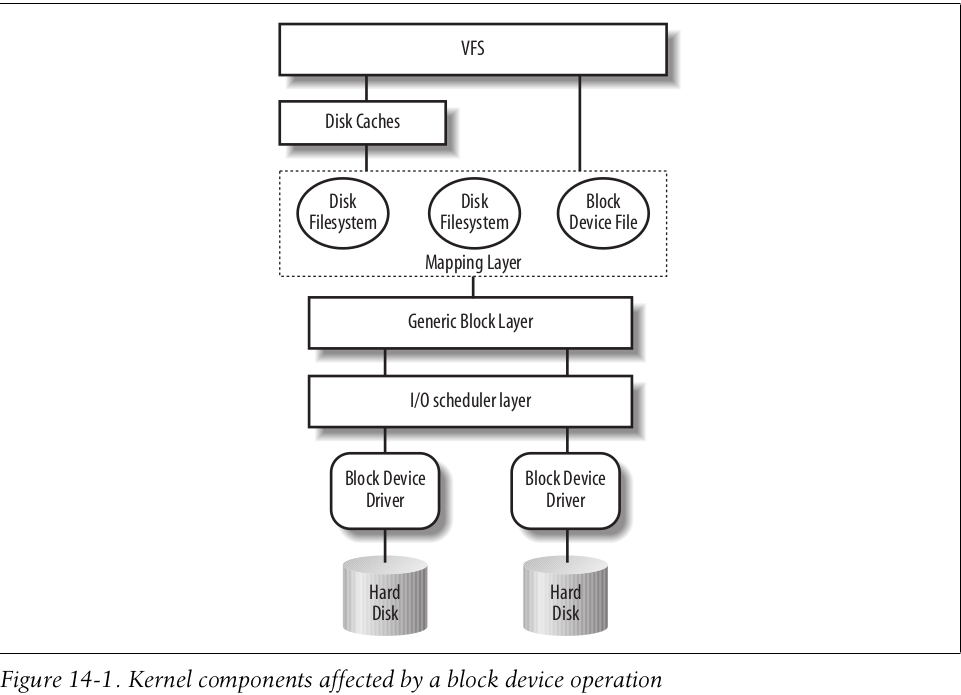 VFS
Disk Caches
Disk
Filesystem
Disk
Filesystem
Block
Device File
Mapping Layer
Generic Block Layer
I/O scheduler layer
Block Device
Driver
Block Device
Driver
Hard
Disk
Hard
Disk
Figure 14-1. Kernel components affected by a block device operation